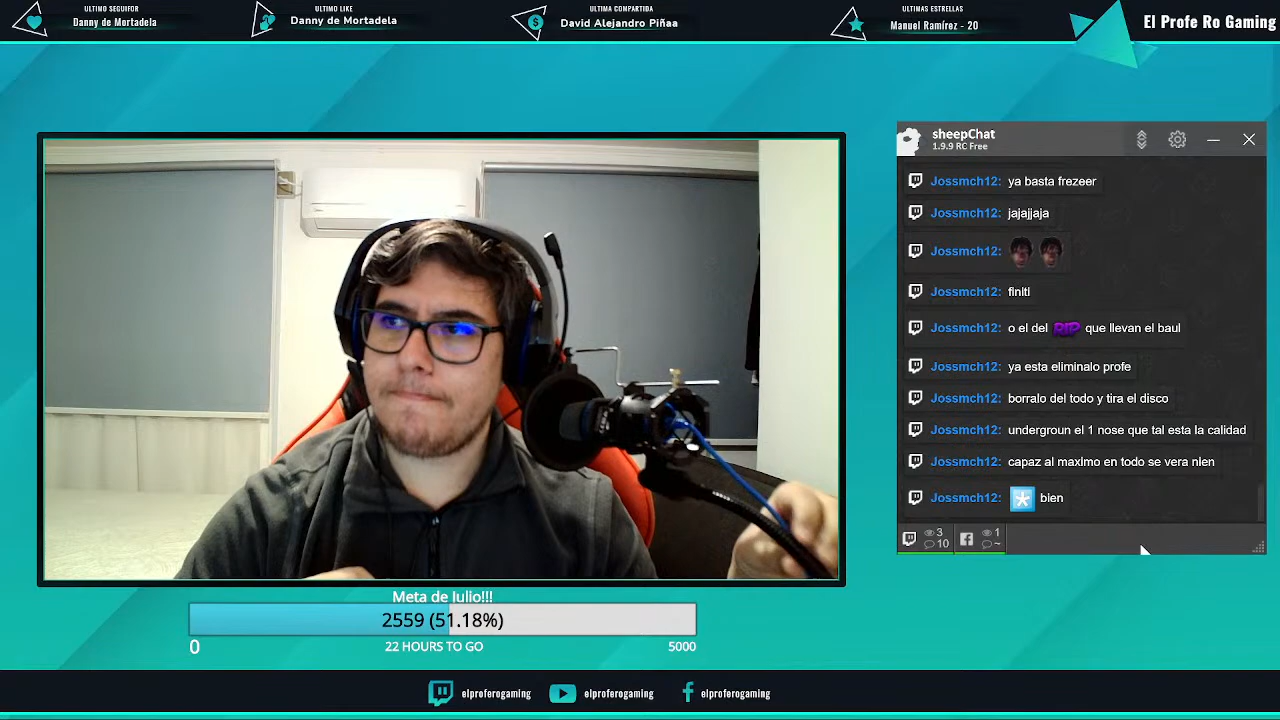 ULTIMO SEGUIFOR
Danny de Mortadela
ULTIMO LIKE
Danny de Mortadela
ULTIMA COMPARTIDA
David Alejandro Piñaa
ULTIMAS ESTRELLAS
Manuel Ramírez - 20
El Profe Ro Gaming
sheepChat
1.9.9 RC Free
Jossmch12: ya basta frezeer
Jossmch12: jajajjaja
Jossmch12:
Jossmch12: finiti
Jossmch12: o el del RIP que llevan el baul
Jossmch12: ya esta eliminalo profe
Jossmch12: borralo del todo y tira el disco
Jossmch12: undergroun el 1 nose que tal esta la calidad
Jossmch12: capaz al maximo en todo se vera nien
Jossmch12: bien
3
10
1
~
Meta de Julio!!!
2559 (51.18%)
0
22 HOURS TO GO
5000
elproferogaming
elproferogaming
elproferogaming